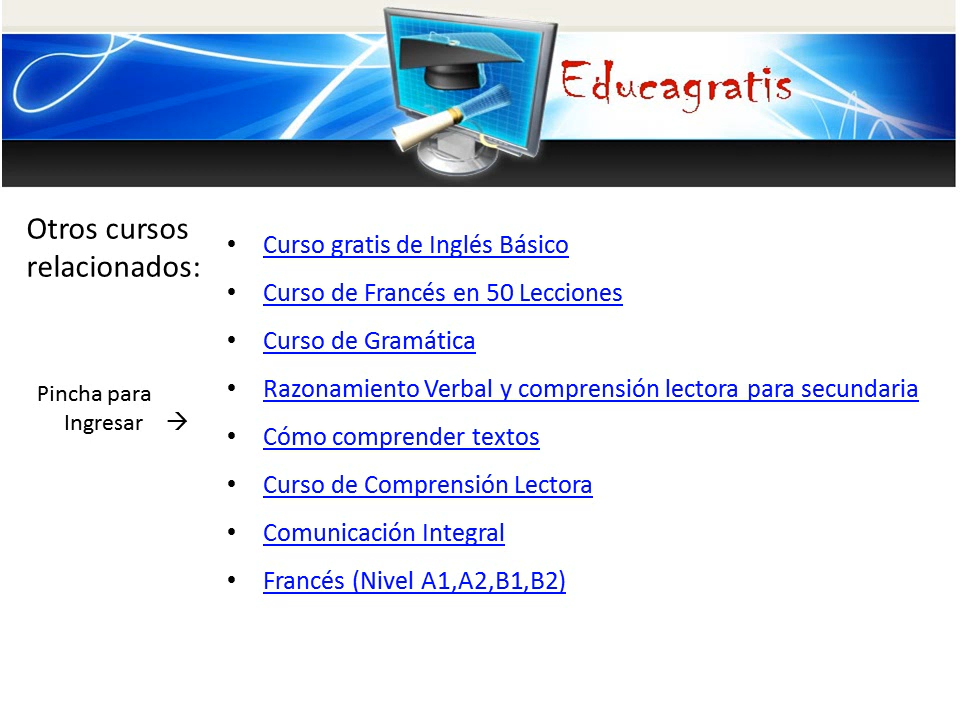 Educagratis
Otros cursos
relacionados:
Pincha para
Ingresar →
• Curso gratis de Inglés Básico
• Curso de Francés en 50 Lecciones
• Curso de Gramática
• Razonamiento Verbal y comprensión lectora para secundaria
• Cómo comprender textos
• Curso de Comprensión Lectora
• Comunicación Integral
• Francés (Nivel A1,A2,B1,B2)